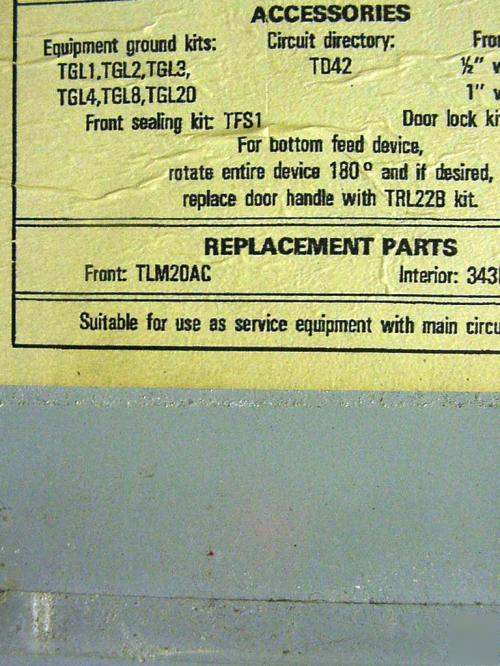 ACCESSORIES
Equipment ground kits: Circuit directory: Fron
TGL1,TGL2,TGL3, TD42 ½" w
TGL4,TGL8,TGL20 1" w
Front sealing kit: TFS1 Door lock ki
For bottom feed device,
rotate entire device 180° and if desired,
replace door handle with TRL22B kit.
REPLACEMENT PARTS
Front: TLM20AC Interior: 343
Suitable for use as service equipment with main circu